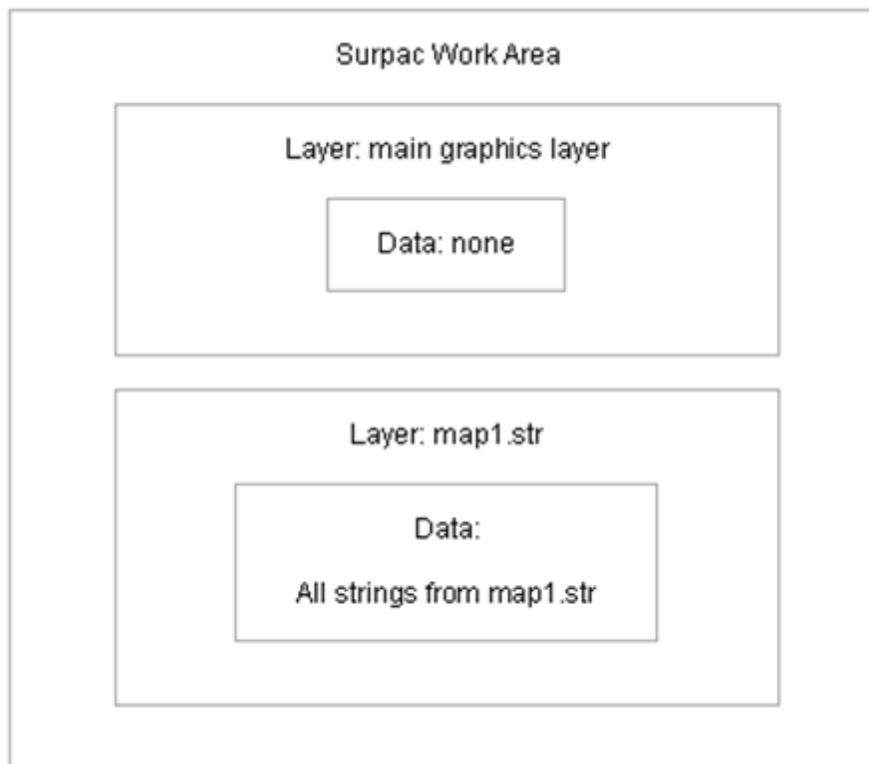 Surpac Work Area
Layer: main graphics layer
Data: none
Layer: map1.str
Data:
All strings from map1.str